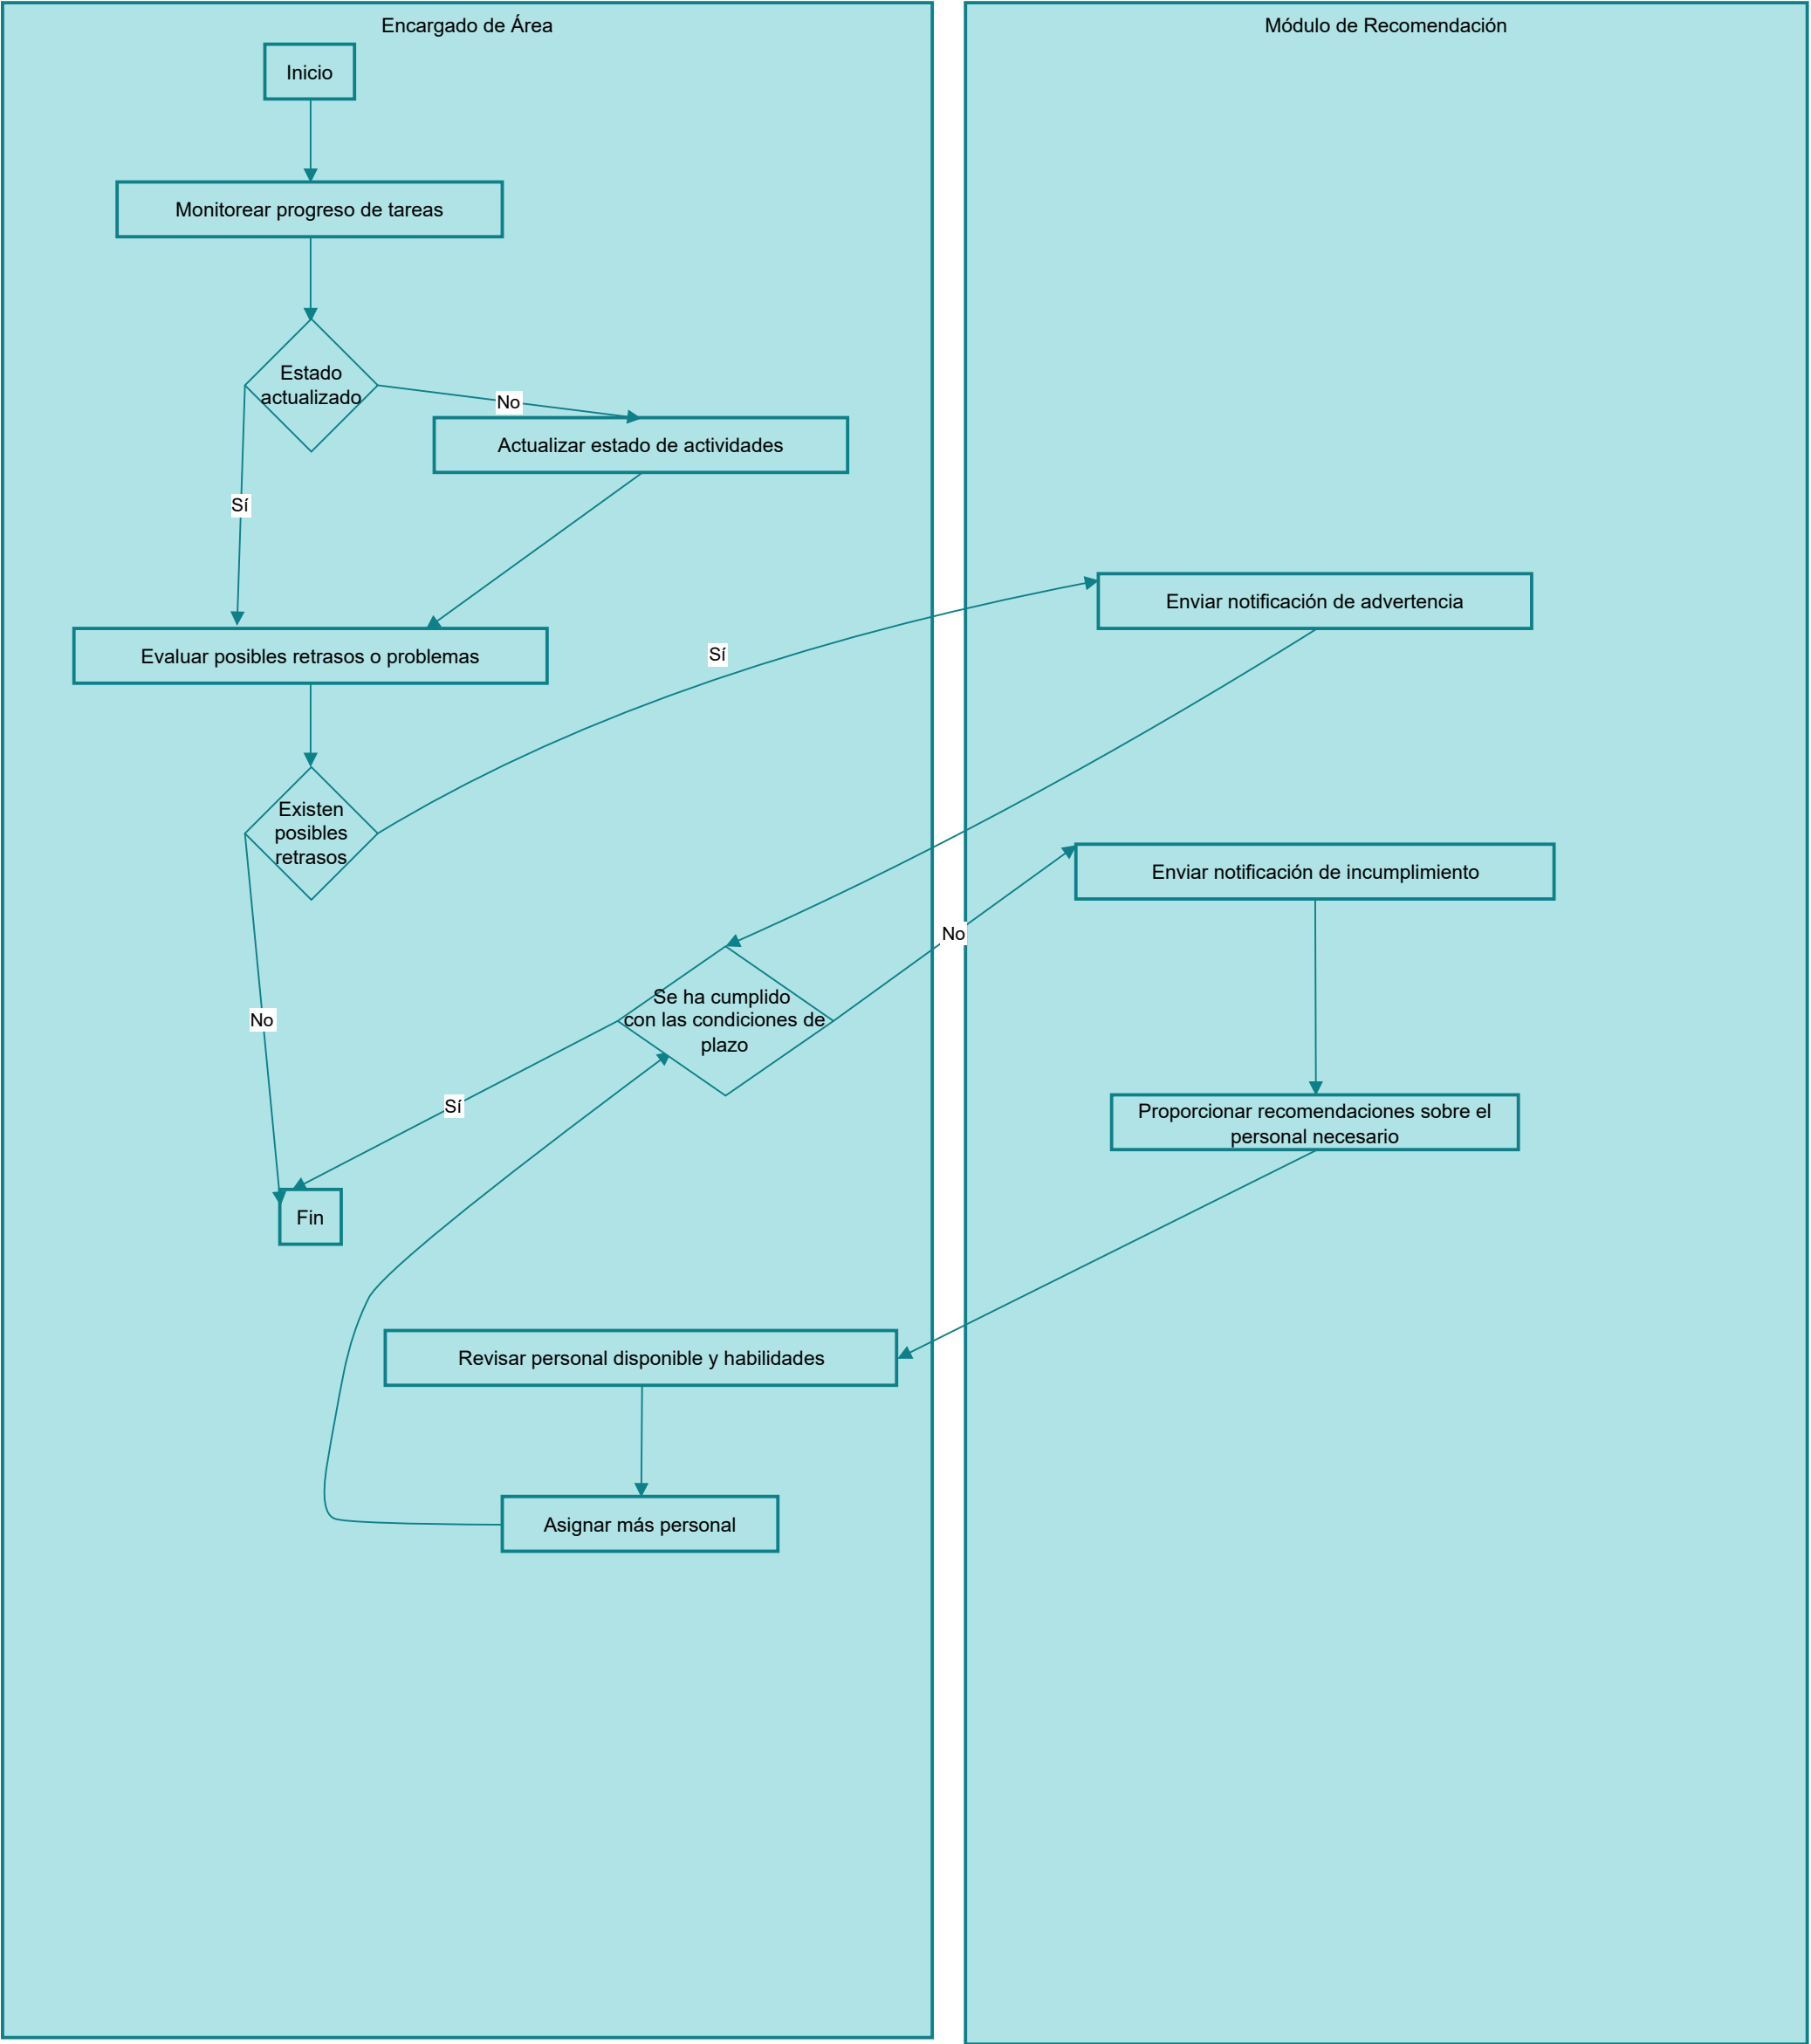 Encargado de Área
Módulo de Recomendación
Inicio
Monitorear progreso de tareas
Estado
actualizado
No
Actualizar estado de actividades
Sí
Enviar notificación de advertencia
Evaluar posibles retrasos o problemas
Sí
Existen
posibles
retrasos
Enviar notificación de incumplimiento
No
Se ha cumplido
con las condiciones de
plazo
No
Sí
Proporcionar recomendaciones sobre el
personal necesario
Fin
Revisar personal disponible y habilidades
Asignar más personal